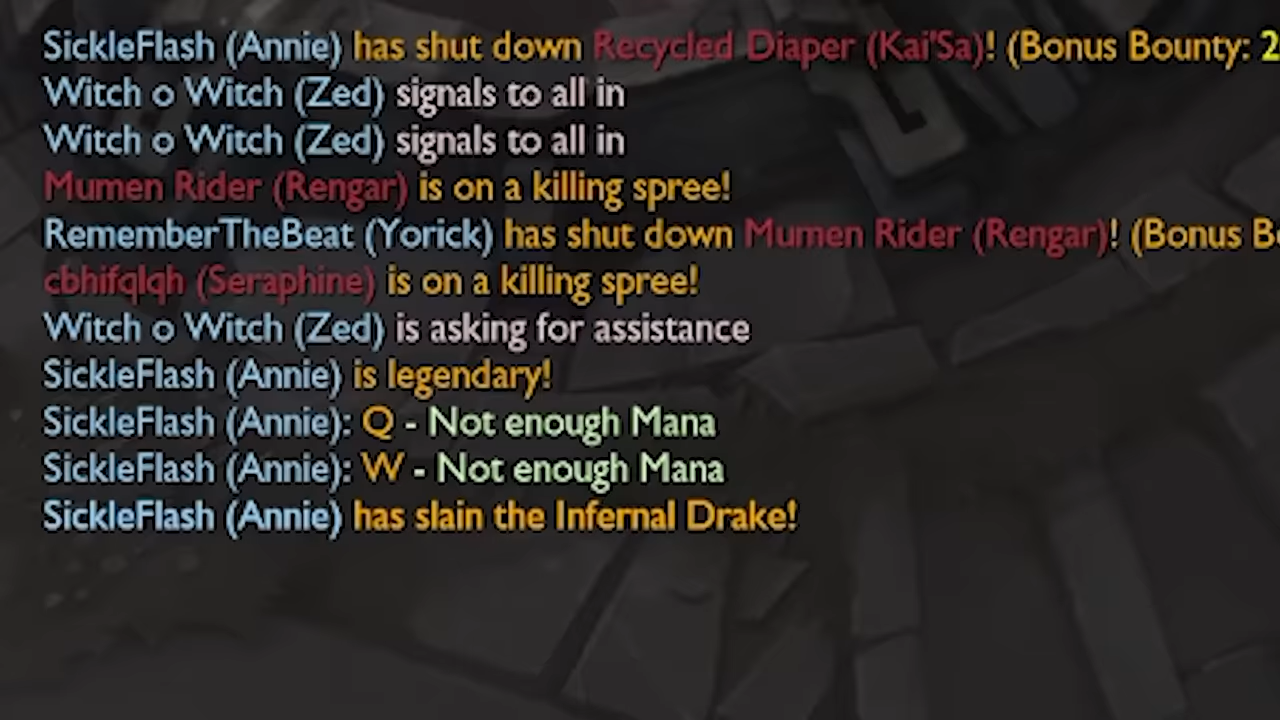 SickleFlash (Annie) has shut down Recycled Diaper (Kai'Sa)! (Bonus Bounty: 2
Witch o Witch (Zed) signals to all in
Witch o Witch (Zed) signals to all in
Mumen Rider (Rengar) is on a killing spree!
RememberTheBeat (Yorick) has shut down Mumen Rider (Rengar)! (Bonus
cbhifqlqh (Seraphine) is on a killing spree!
Witch o Witch (Zed) is asking for assistance
SickleFlash (Annie) is legendary!
SickleFlash (Annie): Q - Not enough Mana
SickleFlash (Annie): W - Not enough Mana
SickleFlash (Annie) has slain the Infernal Drake!